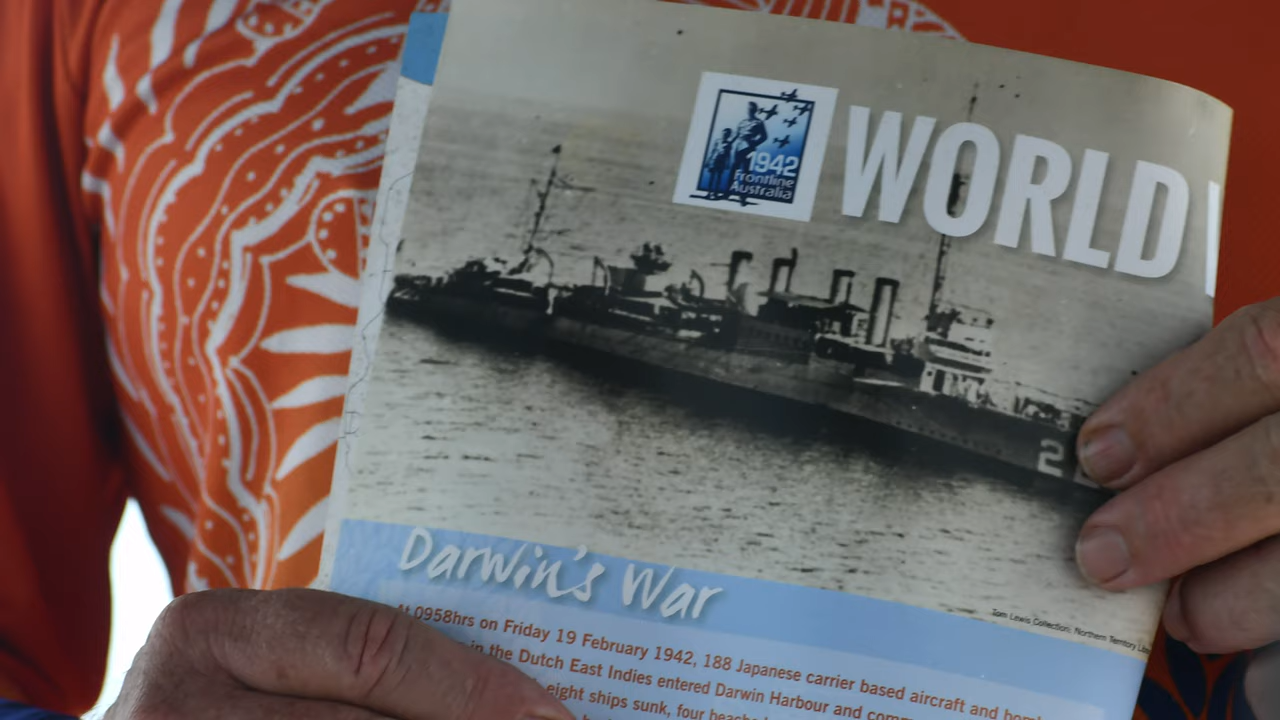 1942
Frontline
Australia
WORLD
2
Darwin's War
Tom Lewis Collection: Northern Territory
At 0958hrs on Friday 19 February 1942, 188 Japanese carrier based aircraft and
in the Dutch East Indies entered Darwin Harbour and
eight ships sunk, four